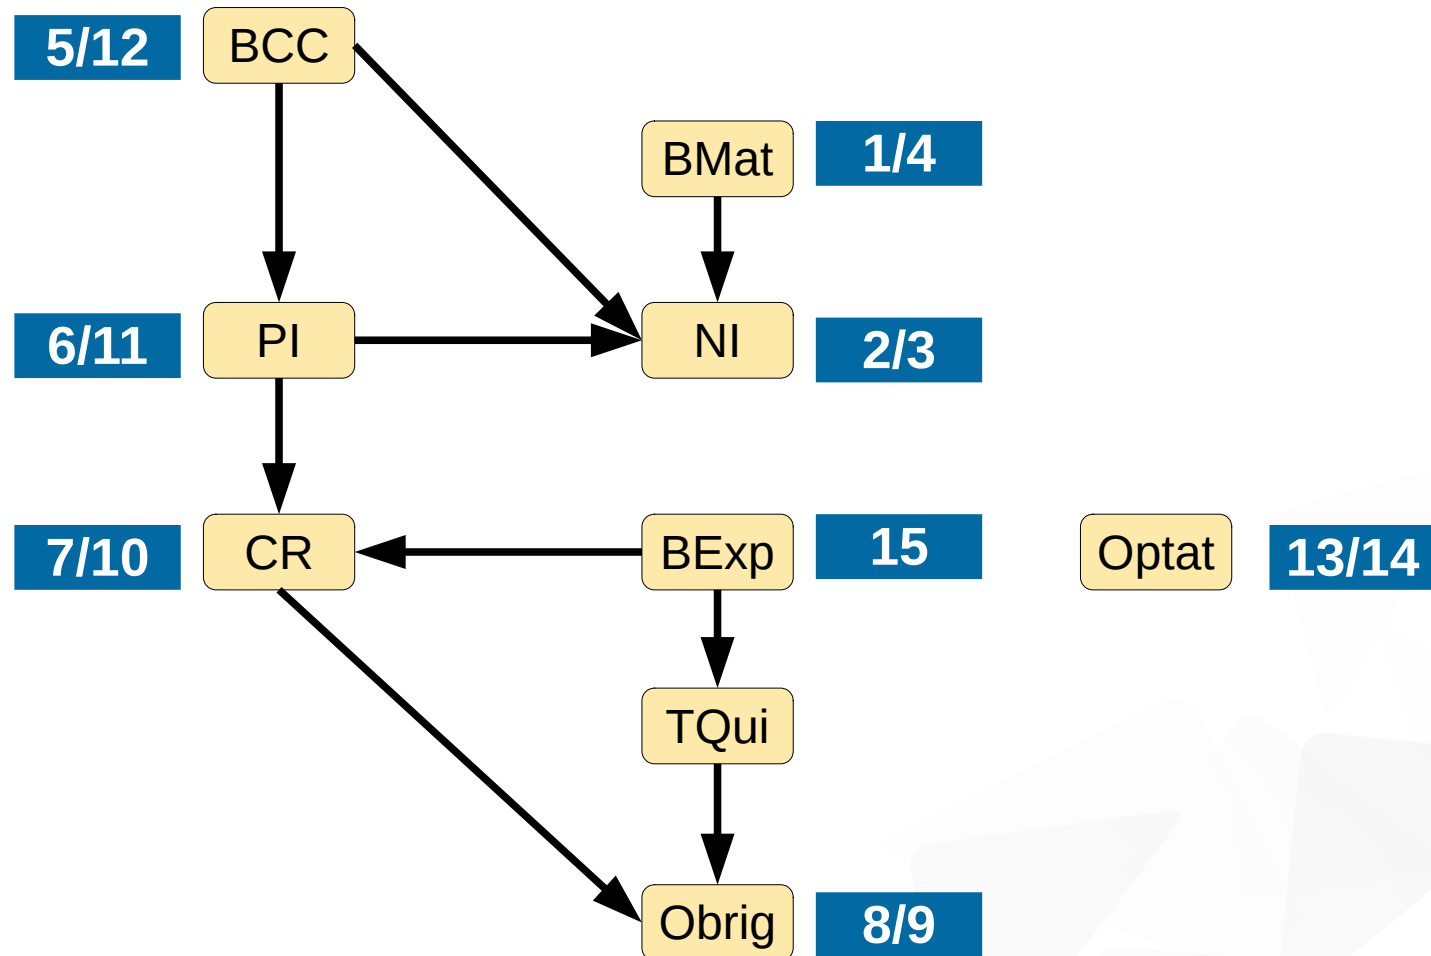 5/12 BCC
BMat 1/4
6/11 PI NI 2/3
7/10 CR BExp 15 Optat 13/14
TQui
Obrig 8/9